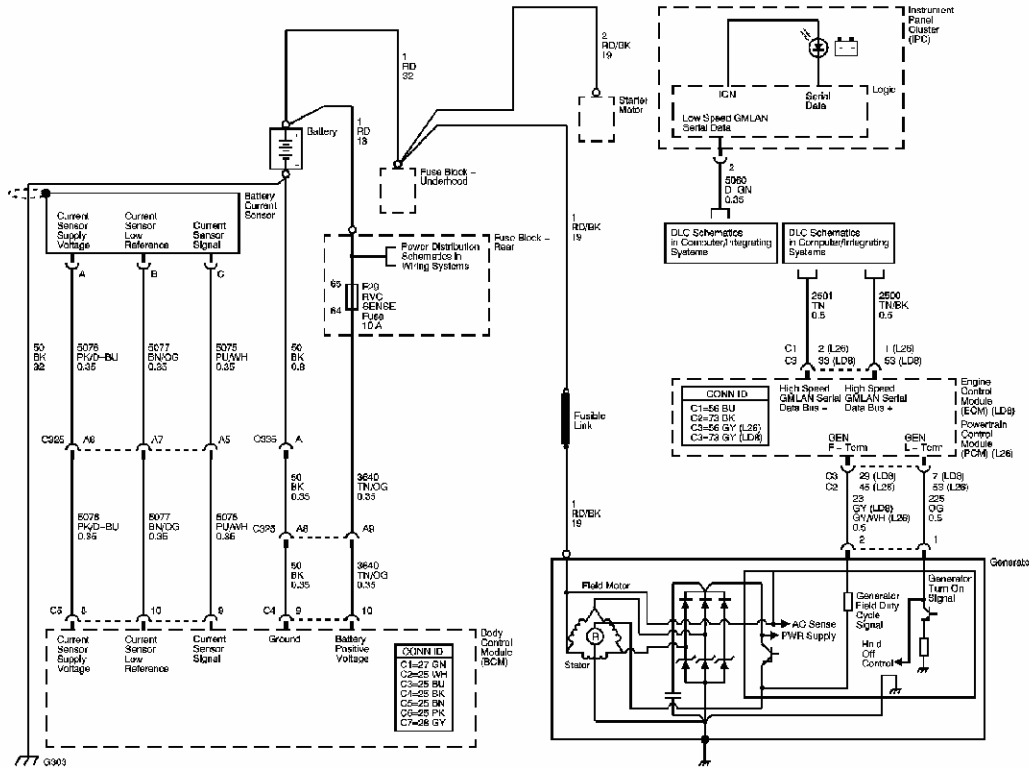 Instrument
Panel
Cluster
(IPC)
IGN
Serial
Data
Logic
Low Speed GMLAN
Serial Data
2
5060
D GN
0.35
DLC Schematics
in Computer/Integrating
Systems
DLC Schematics
in Computer/Integrating
Systems
2501
TN
0.5
2500
TN/BK
0.5
C1 2 (L26) 1 (L26)
C3 33 (LD8) 53 (LD8)
1
RD
32
2
RD/BK
19
Starter
Motor
Battery
1
RD
13
Fuse Block –
Underhood
Battery
Current
Sensor
Current
Sensor
Supply
Voltage
Current
Sensor
Low
Reference
Current
Sensor
Signal
A
B
C
Fuse Block –
Rear
Power Distribution
Schematics in
Wiring Systems
65
64
F29
RVC
SENSE
Fuse
10 A
1
RD/BK
19
50
BK
32
5076
PK/D–BU
0.35
5077
BN/OG
0.35
5075
PU/WH
0.35
50
BK
0.8
Fusible
Link
CONN ID
C1=56 BU
C2=73 BK
C3=56 GY (L26)
C3=73 GY (LD8)
High Speed
GMLAN Serial
Data Bus –
High Speed
GMLAN Serial
Data Bus +
Engine
Control
Module
(ECM) (LD8)
Powertrain
Control
Module
(PCM) (L26)
GEN
F – Term
GEN
L – Term
C325 A6 A7 A5
C335 A
50
BK
0.35
3640
TN/OG
0.35
C3 29 (LD8) 7 (LD8)
C2 45 (L26) 53 (L26)
23
GY (LD8)
GY/WH (L26)
0.5
225
OG
0.5
2
1
5076
PK/D–BU
0.35
5077
BN/OG
0.35
5075
PU/WH
0.35
C325 A8 A9
50
BK
0.35
3640
TN/OG
0.35
1
RD/BK
19
Generator
Field Motor
Generator
Turn On
Signal
Generator
Field Duty
Cycle
Signal
AC Sense
PWR Supply
Off
Control
Stator
R
8
10
9
C4 9
10
Current
Sensor
Supply
Voltage
Current
Sensor
Low
Reference
Current
Sensor
Signal
Ground
Battery
Positive
Voltage
Body
Control
Module
(BCM)
CONN ID
C1=27 GN
C2=25 WH
C3=25 BU
C4=25 BK
C5=25 BN
C6=25 PK
C7=28 GY
G303